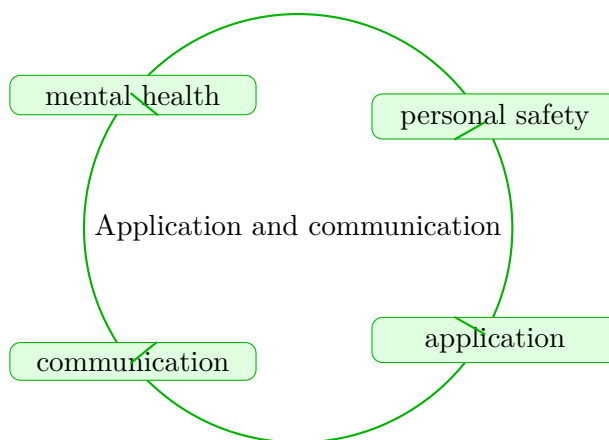 mental health
personal safety
Application and communication
communication
application